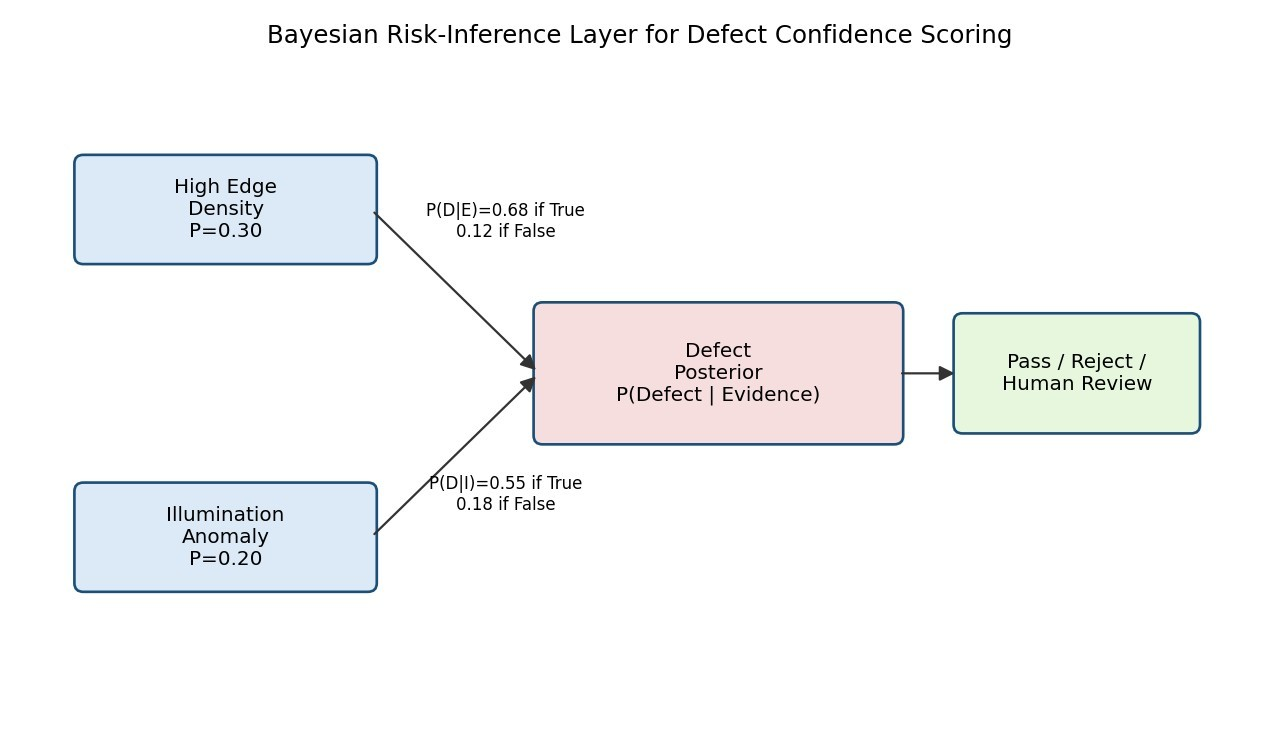 Bayesian Risk-Inference Layer for Defect Confidence Scoring
High Edge
Density
P=0.30
P(D|E)=0.68 if True
0.12 if False
Defect
Posterior
P(Defect | Evidence)
Pass / Reject /
Human Review
P(D|I)=0.55 if True
0.18 if False
Illumination
Anomaly
P=0.20